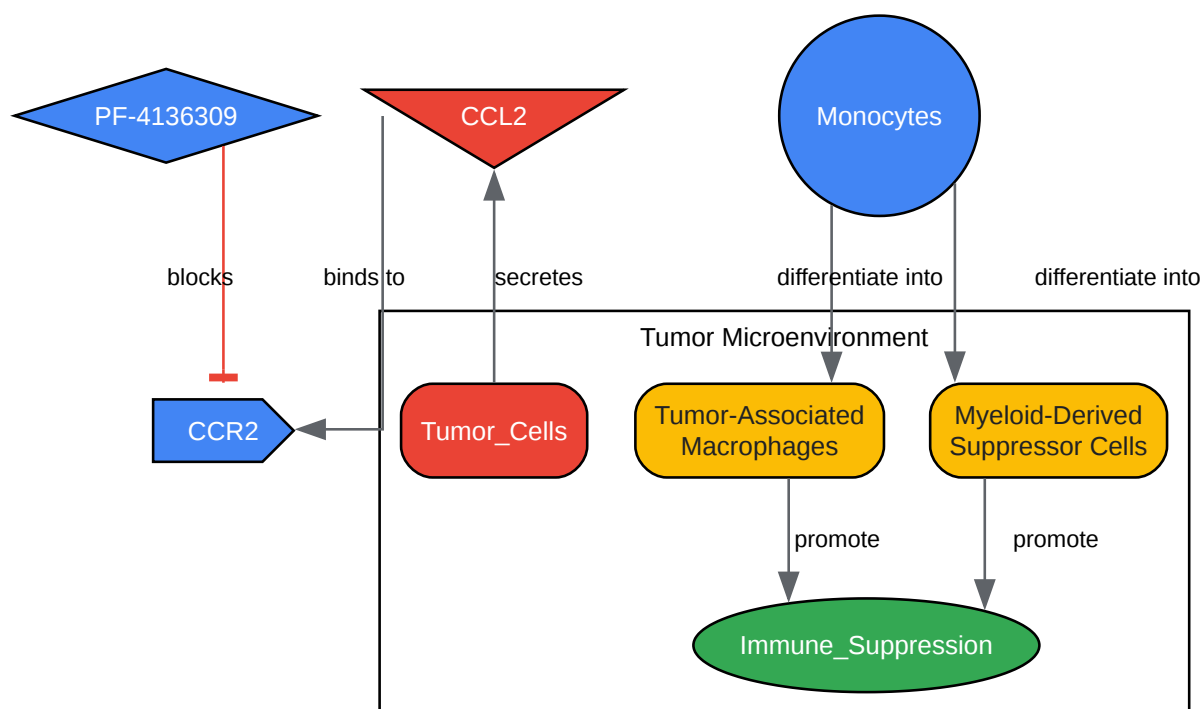 PF-4136309
CCL2
Monocytes
blocks
binds to
secretes
differentiate into
differentiate into
Tumor Microenvironment
CCR2
Tumor_Cells
Tumor-Associated
Macrophages
Myeloid-Derived
Suppressor Cells
promote
promote
Immune_Suppression